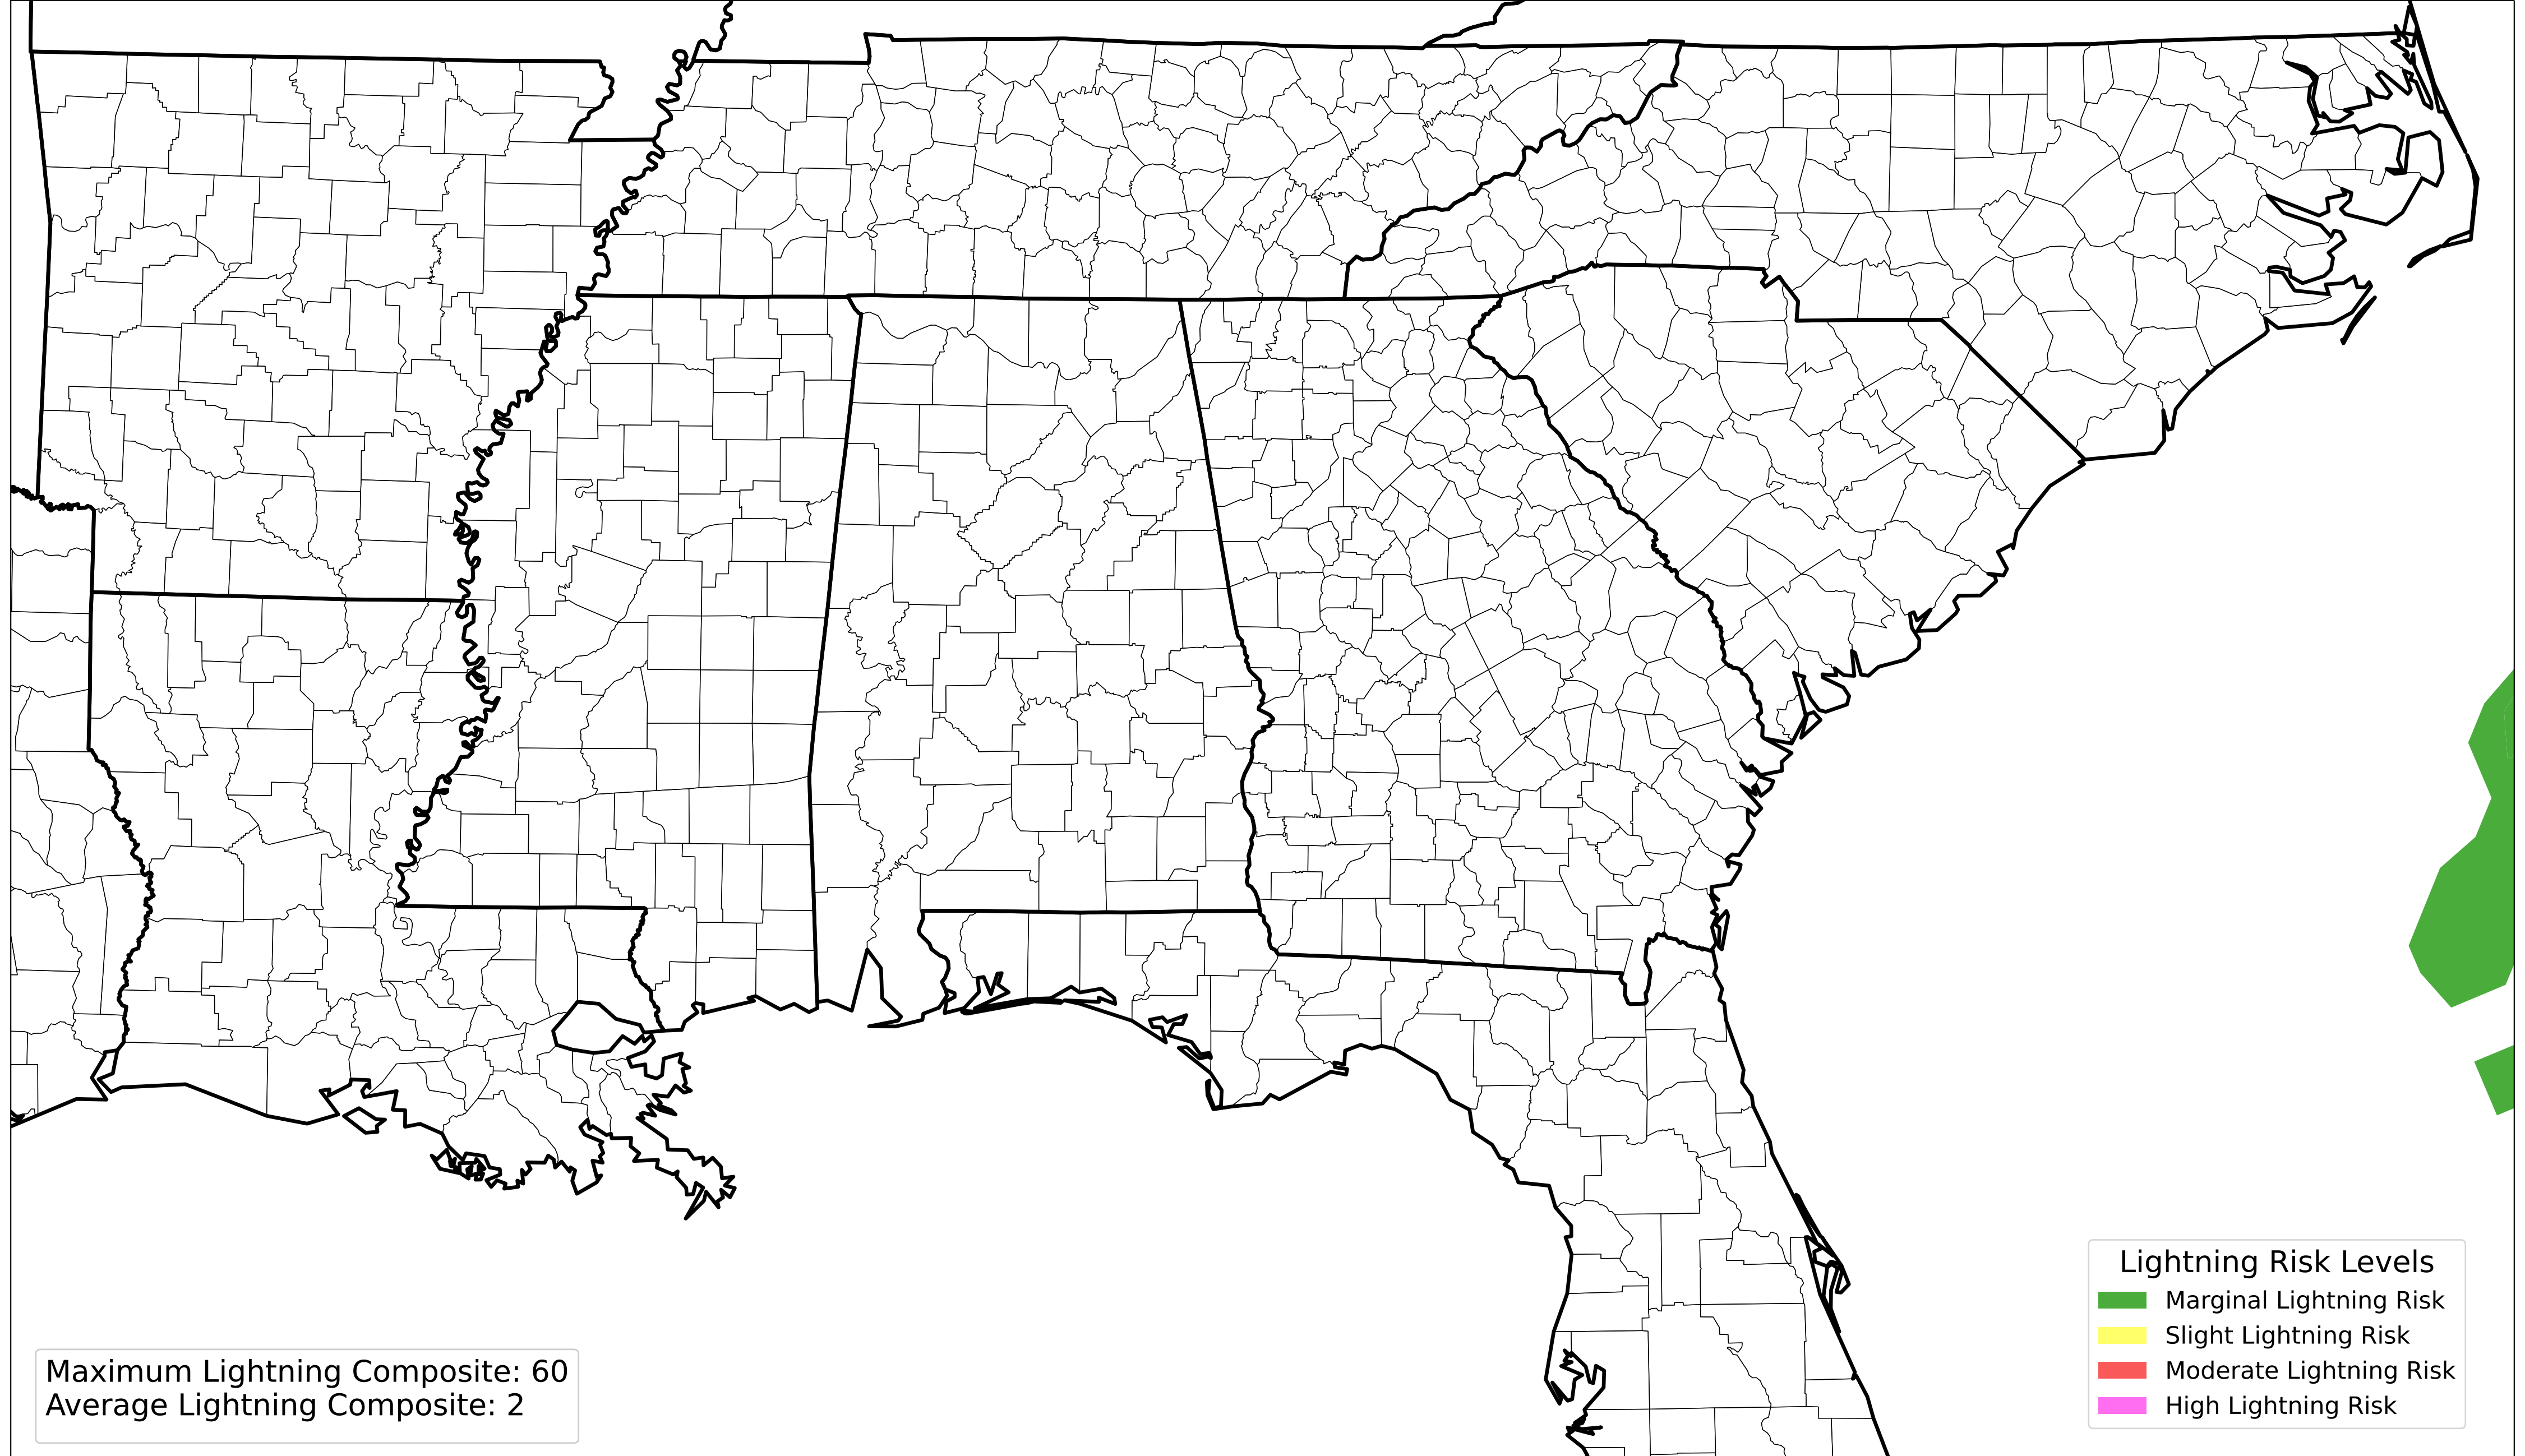 Lightning Risk Levels
Marginal Lightning Risk
Slight Lightning Risk
Moderate Lightning Risk
High Lightning Risk
Maximum Lightning Composite: 60
Average Lightning Composite: 2